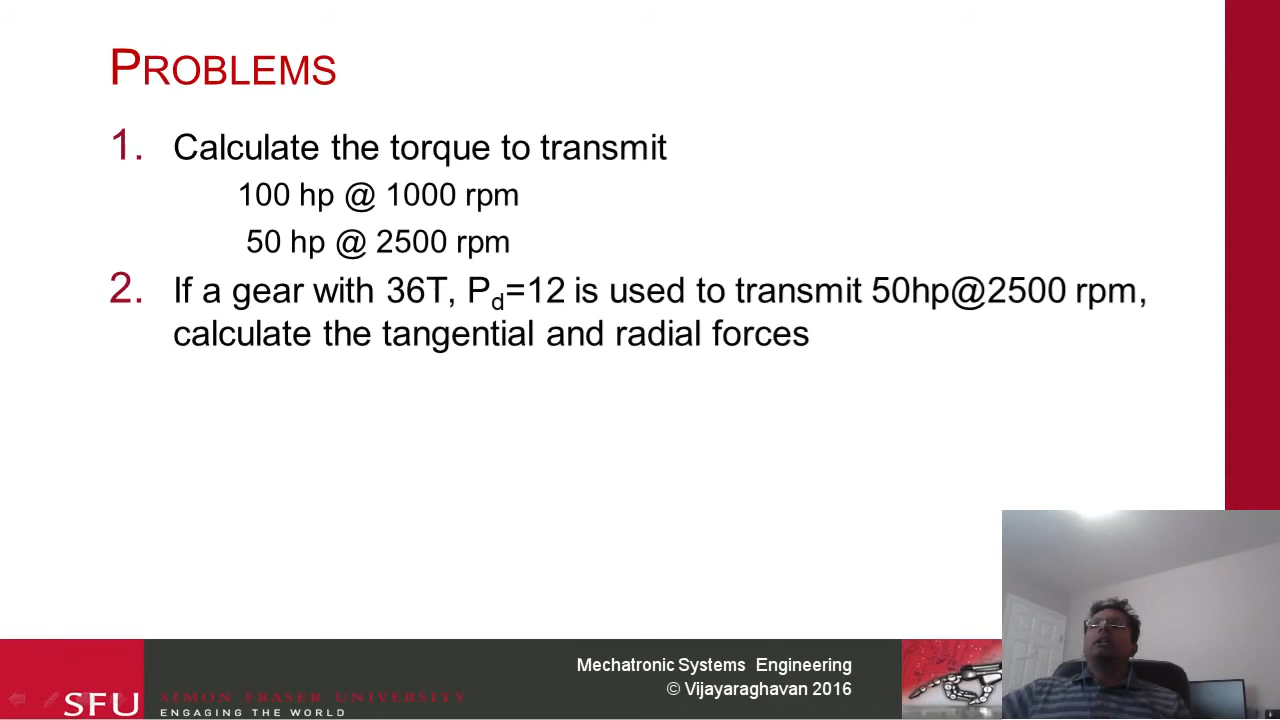 PROBLEMS
1. Calculate the torque to transmit
100 hp @ 1000 rpm
50 hp @ 2500 rpm
2. If a gear with 36T, Pd=12 is used to transmit 50hp@2500 rpm,
calculate the tangential and radial forces
Mechatronic Systems Engineering
© Vijayaraghavan 2016
SFU
SIMON FRASER UNIVERSITY
ENGAGING THE WORLD